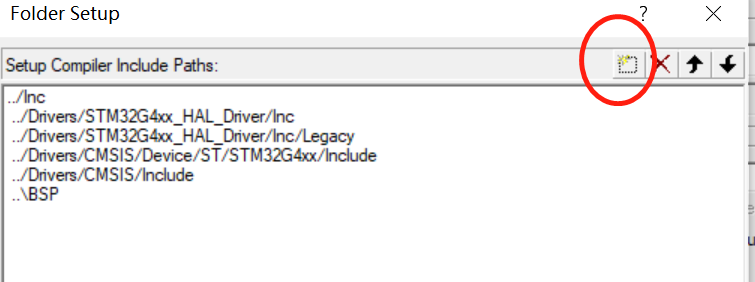 Folder Setup
?
Setup Compiler Include Paths:
../Inc
../Drivers/STM32G4xx_HAL_Driver/Inc
../Drivers/STM32G4xx_HAL_Driver/Inc/Legacy
../Drivers/CMSIS/Device/ST/STM32G4xx/Include
../Drivers/CMSIS/Include
..\BSP